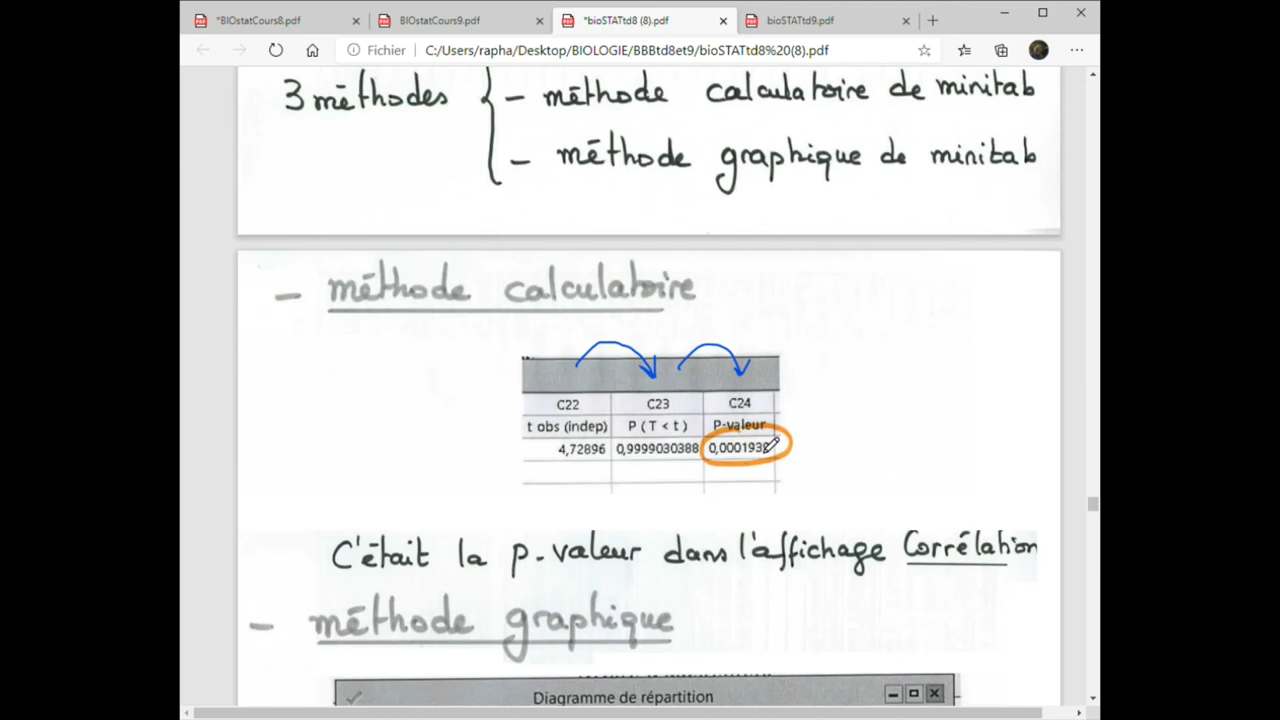 *BIOstatCours8.pdf
BIOstatCours9.pdf
*bioSTATtd8 (8).pdf
bioSTATtd9.pdf
Fichier
C:/Users/rapha/Desktop/BIOLOGIE/BBBtd8et9/bioSTATtd8%20(8).pdf
3 méthodes { - méthode calculatoire de minitab
- méthode graphique de minitab
- méthode calculatoire
C22 C23 C24
t obs (indep) P ( T < t ) P-valeur
4,72896 0,9999030388
C'était la p-valeur dans l'affichage Corrélation
- méthode graphique
Diagramme de répartition